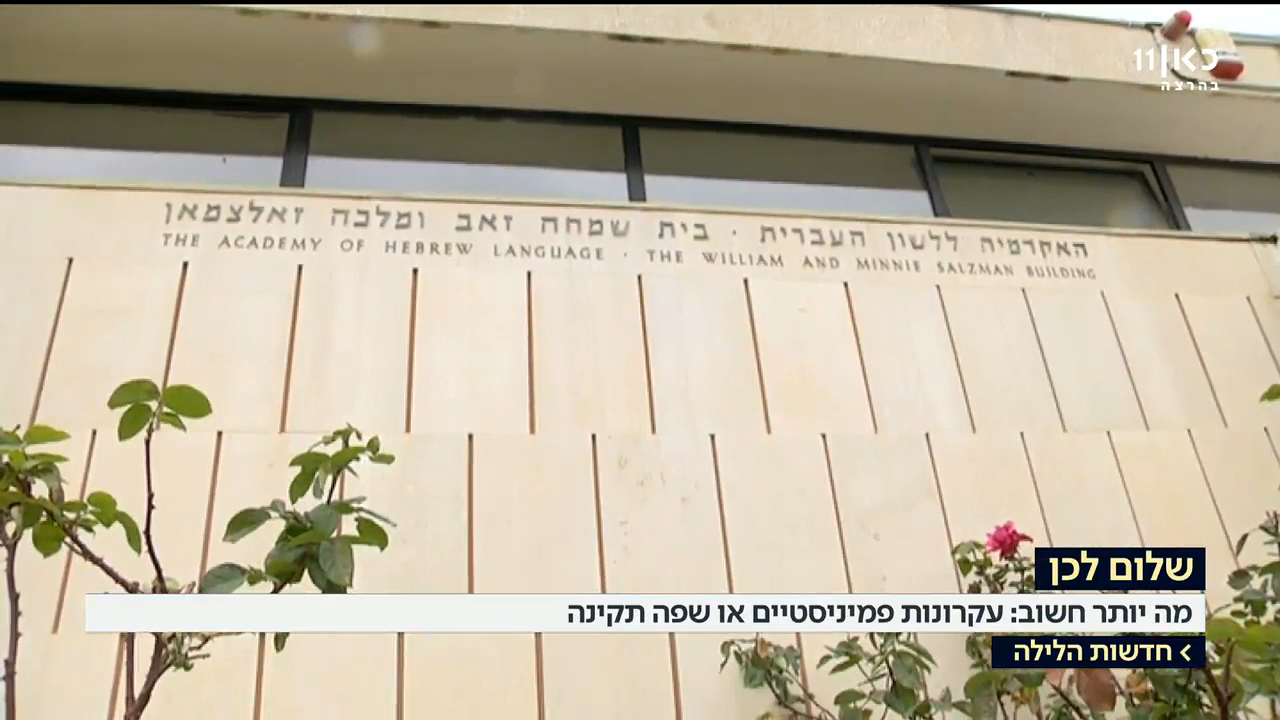 כאן 11
בהרצה
האקדמיה ללשון העברית · בית שמחה זאב ומלכה זאלצמאן
THE ACADEMY OF HEBREW LANGUAGE · THE WILLIAM AND MINNIE SALZMAN BUILDING
שלום לכן
מה יותר חשוב: עקרונות פמיניסטיים או שפה תקינה
חדשות הלילה